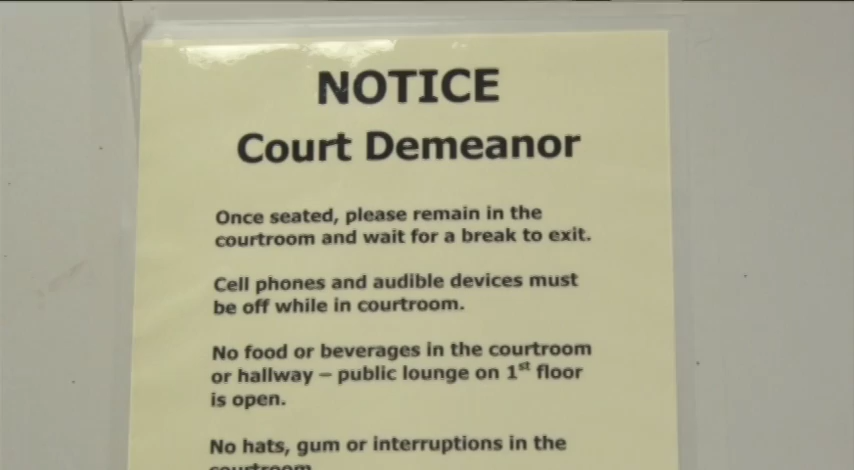 NOTICE
Court Demeanor
Once seated, please remain in the
courtroom and wait for a break to exit.
Cell phones and audible devices must
be off while in courtroom.
No food or beverages in the courtroom
or hallway – public lounge on 1st floor
is open.
No hats, gum or interruptions in the
courtroom